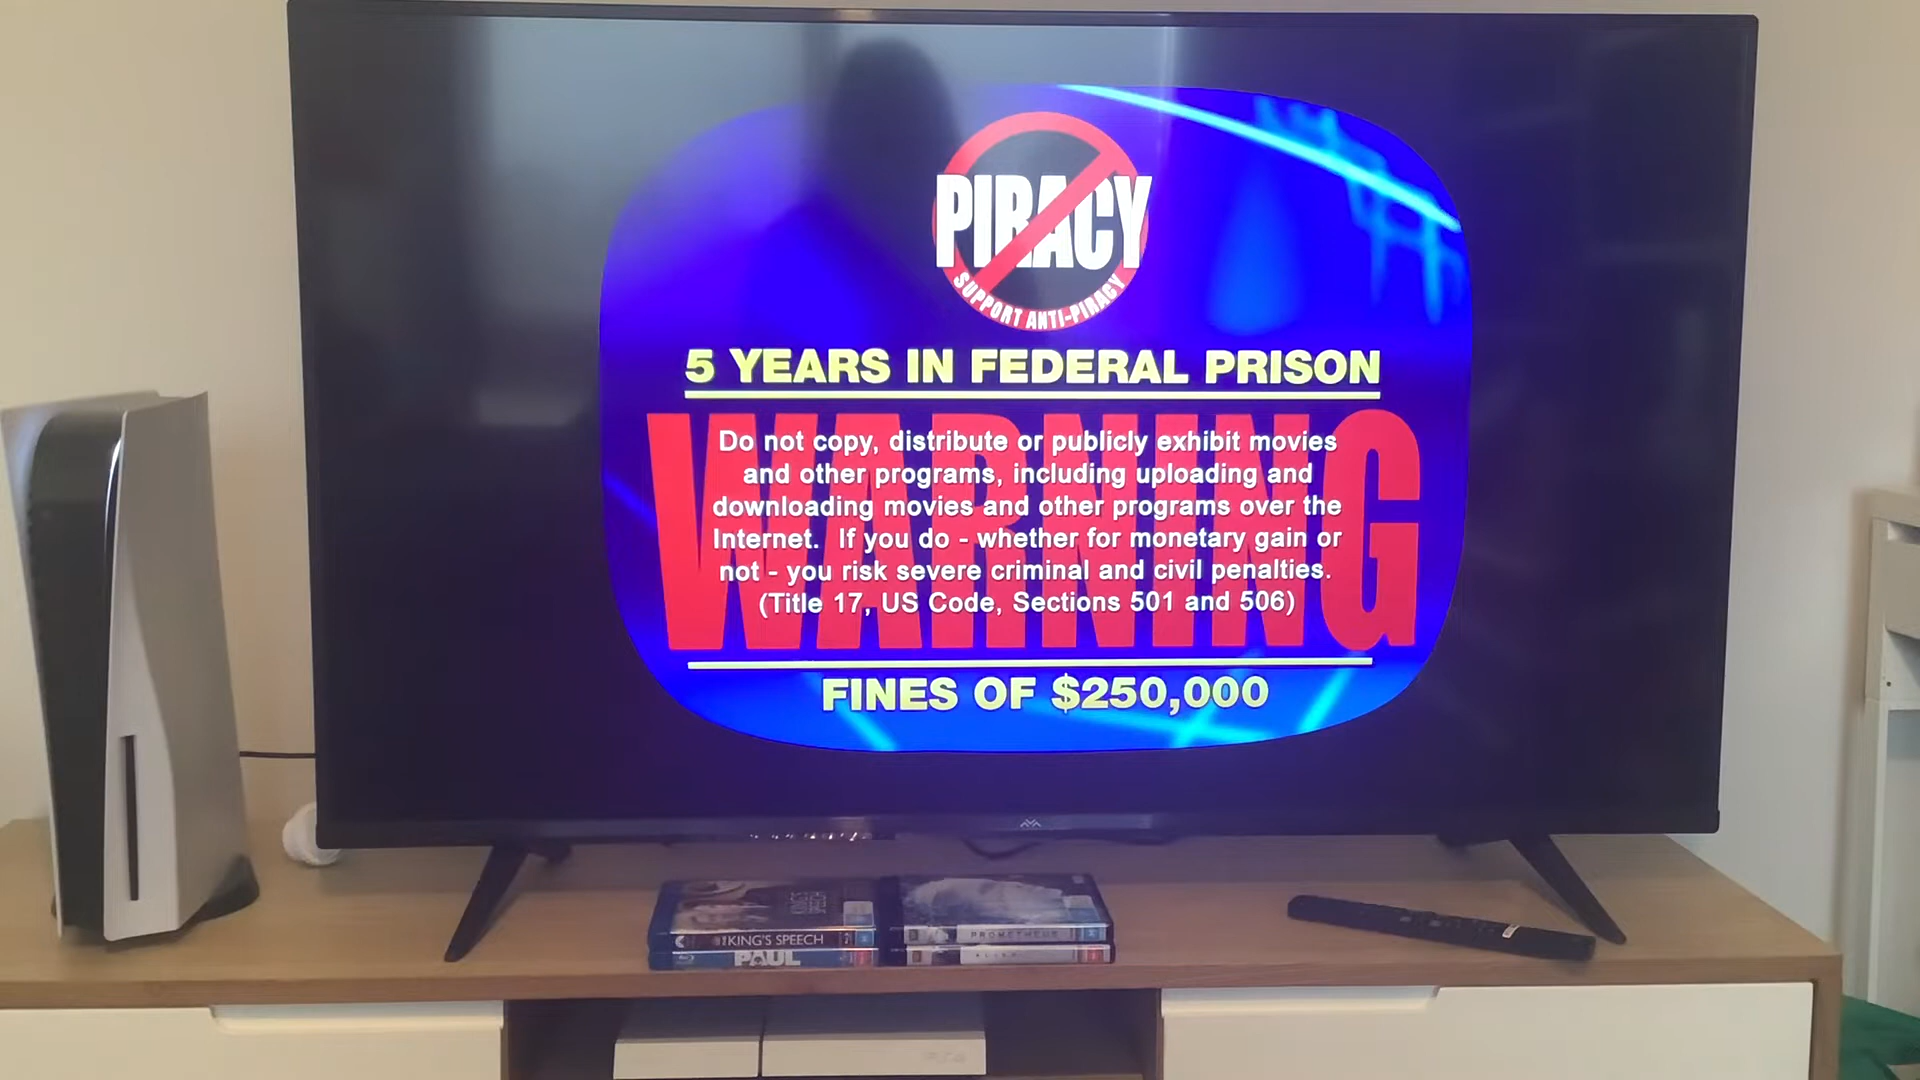 PIRACY
SUPPORT ANTI-PIRACY
5 YEARS IN FEDERAL PRISON
WARNING
Do not copy, distribute or publicly exhibit movies
and other programs, including uploading and
downloading movies and other programs over the
Internet. If you do - whether for monetary gain or
not - you risk severe criminal and civil penalties.
(Title 17, US Code, Sections 501 and 506)
FINES OF $250,000
KING'S SPEECH
PROMETHEUS
PAUL
PS4